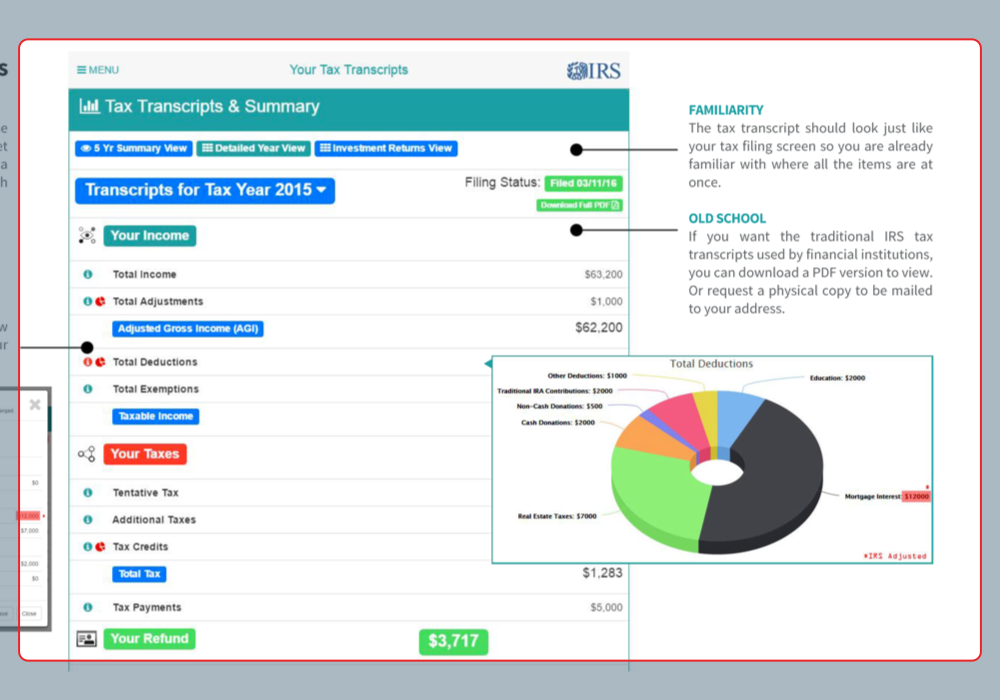 S
e
et
a
h
w
ur
MENU
Your Tax Transcripts
IRS
Tax Transcripts & Summary
5 Yr Summary View
Detailed Year View
Investment Returns View
Transcripts for Tax Year 2015
Filing Status:
Filed 03/11/16
Download Full PDF
Your Income
Total Income
$63,200
Total Adjustments
$1,000
Adjusted Gross Income (AGI)
$62,200
Total Deductions
Total Exemptions
Taxable Income
Your Taxes
Tentative Tax
Additional Taxes
Tax Credits
Total Tax
$1,283
Tax Payments
$5,000
Your Refund
$3,717
FAMILIARITY
The tax transcript should look just like
your tax filing screen so you are already
familiar with where all the items are at
once.
OLD SCHOOL
If you want the traditional IRS tax
transcripts used by financial institutions,
you can download a PDF version to view.
Or request a physical copy to be mailed
to your address.
Total Deductions
Other Deductions: $1000
Education: $2000
Traditional IRA Contributions: $2000
Non-Cash Donations: $500
Cash Donations: $2000
Mortgage Interest: $12000
*
Real Estate Taxes: $7000
*IRS Adjusted
$0
$7,000
$2,000
$0
Close